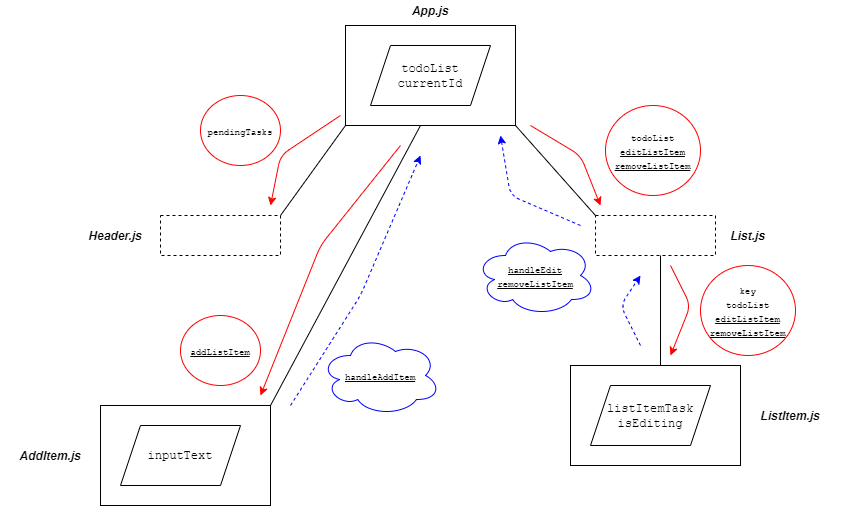 App.js
todoList
currentId
pendingTasks
todoList
editListItem
removeListItem
Header.js
List.js
handleEdit
removeListItem
key
todoList
editListItem
removeListItem
addListItem
handleAddItem
listItemTask
isEditing
ListItem.js
AddItem.js
inputText